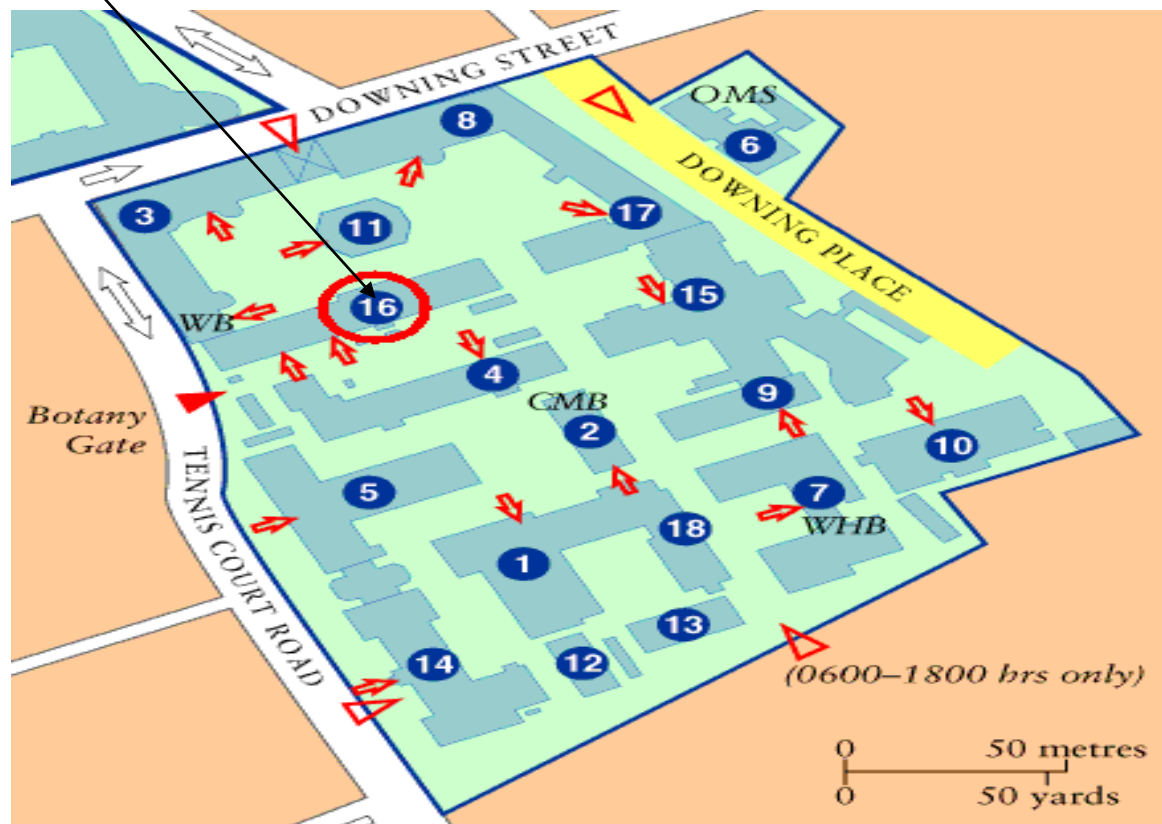 DOWNING STREET
OMS
8
6
DOWNING PLACE
3
17
11
15
16
WB
4
9
CMB
Botany
Gate
2
10
5
7
TENNIS COURT ROAD
WHB
18
1
13
14
12
(0600–1800 hrs only)
0 50 metres
0 50 yards